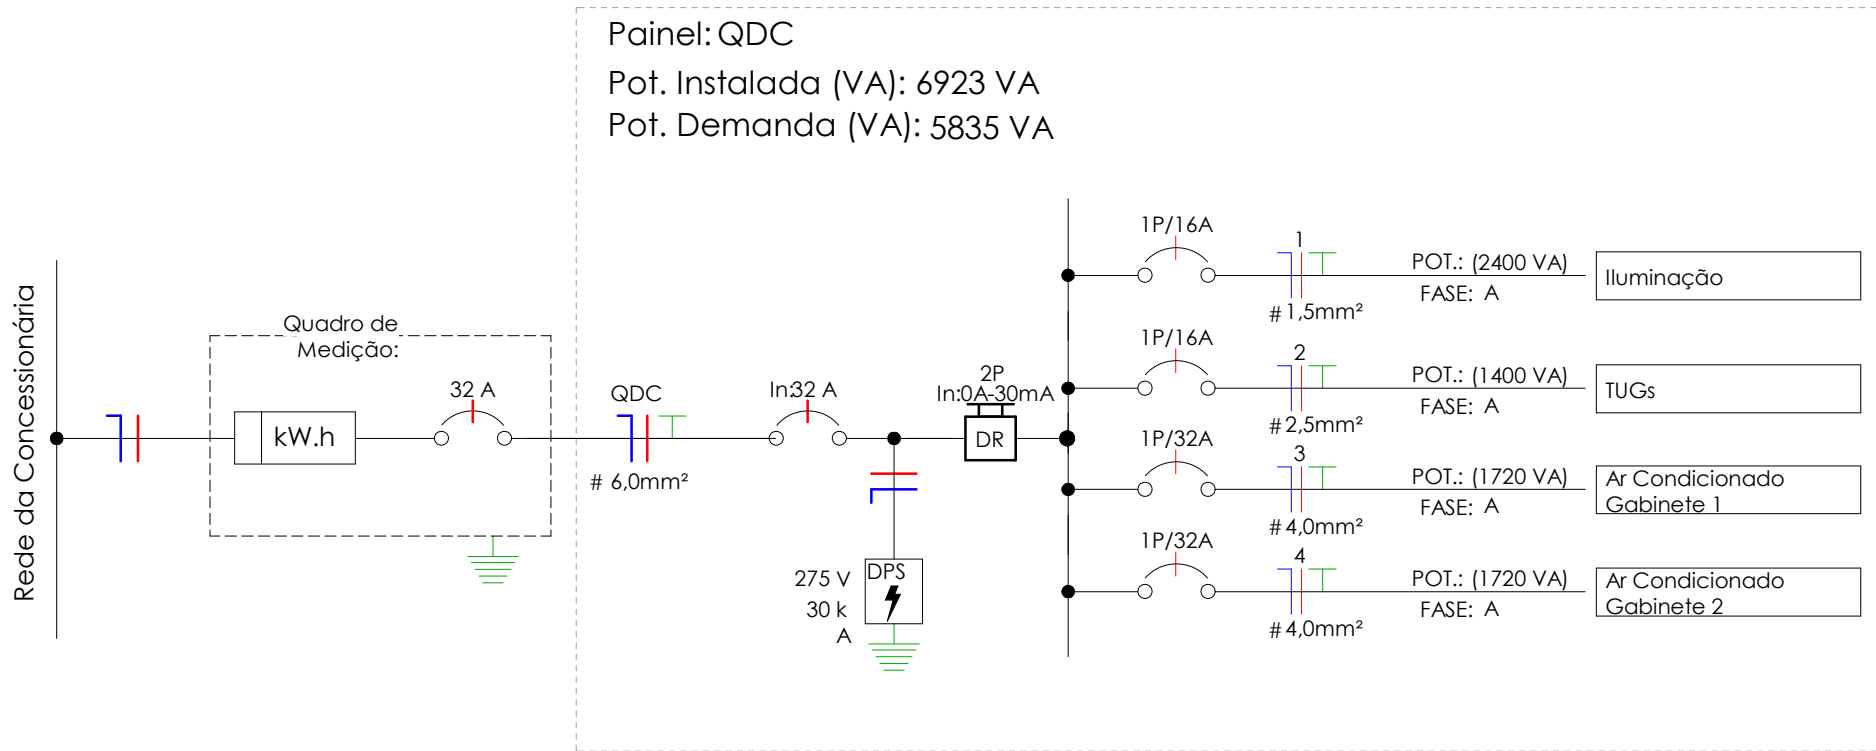 Painel: QDC
Pot. Instalada (VA): 6923 VA
Pot. Demanda (VA): 5835 VA
Rede da Concessionária
Quadro de
Medição:
kW.h
32 A
QDC
# 6,0mm²
In:32 A
2P
In:0A-30mA
DR
275 V
30 k
A
DPS
1P/16A
1
# 1,5mm²
POT.: (2400 VA)
FASE: A
Iluminação
1P/16A
2
# 2,5mm²
POT.: (1400 VA)
FASE: A
TUGs
1P/32A
3
# 4,0mm²
POT.: (1720 VA)
FASE: A
Ar Condicionado
Gabinete 1
1P/32A
4
# 4,0mm²
POT.: (1720 VA)
FASE: A
Ar Condicionado
Gabinete 2